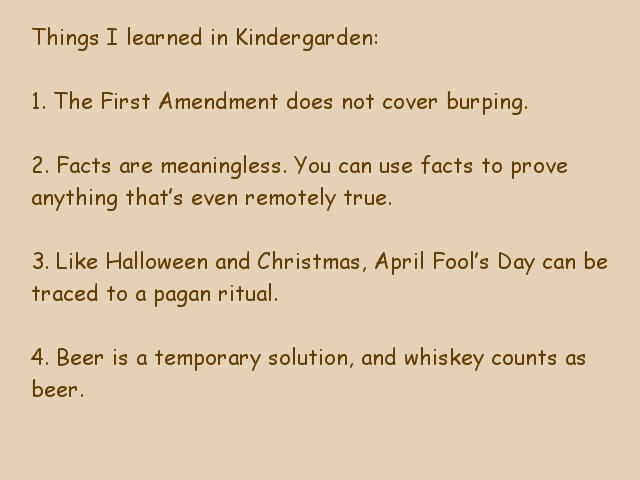 Things I learned in Kindergarden:
1. The First Amendment does not cover burping.
2. Facts are meaningless. You can use facts to prove
anything that's even remotely true.
3. Like Halloween and Christmas, April Fool's Day can be
traced to a pagan ritual.
4. Beer is a temporary solution, and whiskey counts as
beer.